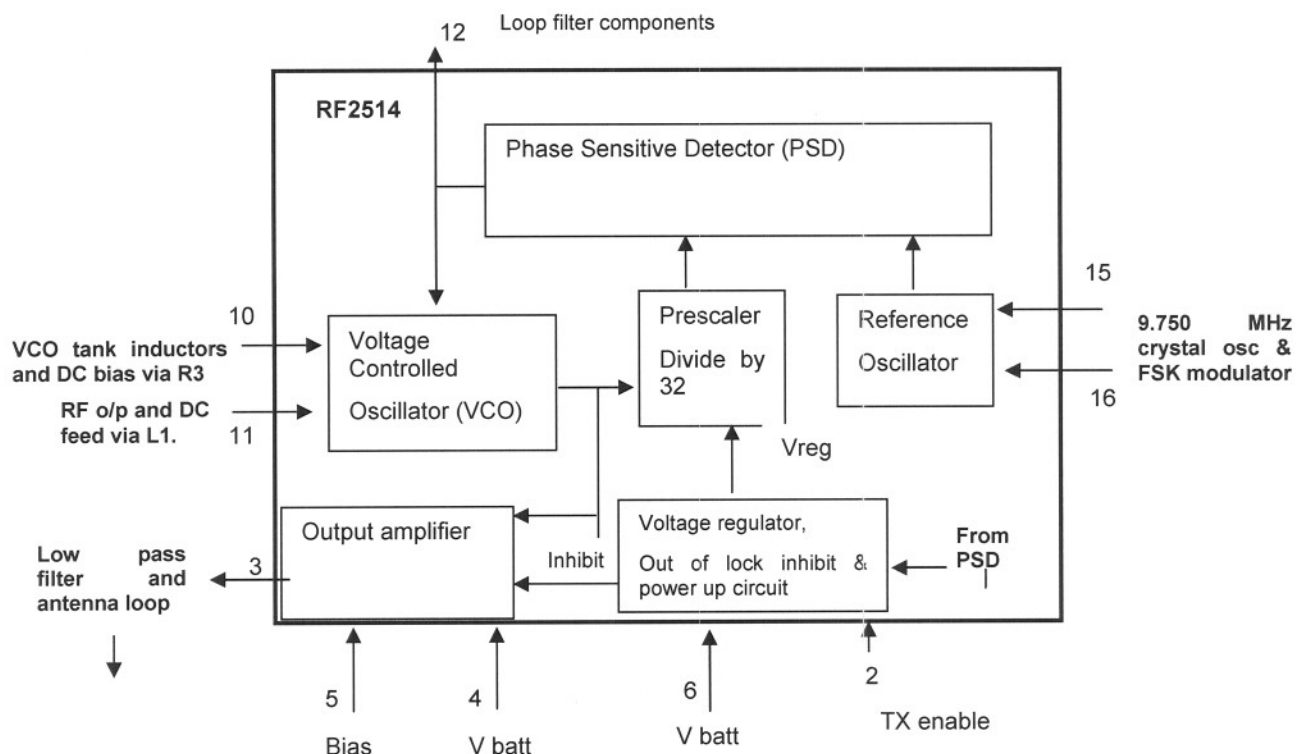 12
Loop filter components
RF2514
Phase Sensitive Detector (PSD)
15
10
VCO tank inductors
and DC bias via R3
RF o/p and DC
feed via L1.
11
Voltage
Controlled
Oscillator (VCO)
Prescaler
Divide by
32
Reference
Oscillator
9.750 MHz
crystal osc &
FSK modulator
16
Vreg
Output amplifier
Inhibit
Voltage regulator,
Out of lock inhibit &
power up circuit
From
PSD
Low pass
filter and
antenna loop
3
5
4
6
2
Bias
V batt
V batt
TX enable